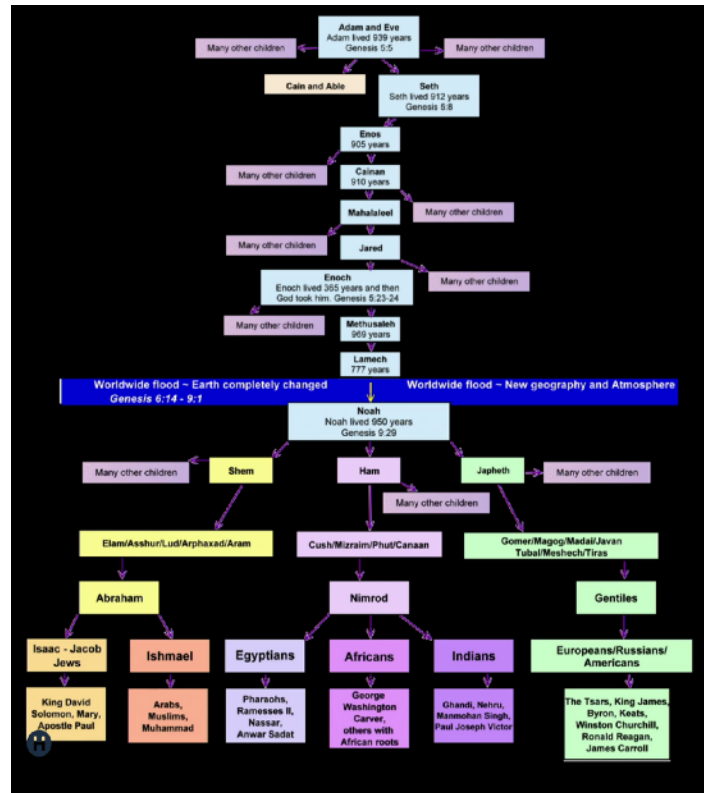 Adam and Eve
Adam lived 939 years
Genesis 5:5
Many other children
Many other children
Cain and Able
Seth
Seth lived 912 years
Genesis 5:8
Enos
905 years
Many other children
Cainan
910 years
Mahalaleel
Many other children
Many other children
Jared
Enoch
Enoch lived 365 years and then
God took him. Genesis 5:23-24
Many other children
Many other children
Methusaleh
969 years
Lamech
777 years
Worldwide flood ~ Earth completely changed
Genesis 6:14 - 9:1
Worldwide flood ~ New geography and Atmosphere
Noah
Noah lived 950 years
Genesis 9:29
Many other children
Shem
Ham
Japheth
Many other children
Many other children
Elam/Asshur/Lud/Arphaxad/Aram
Cush/Mizraim/Phut/Canaan
Gomer/Magog/Madai/Javan
Tubal/Meshech/Tiras
Abraham
Nimrod
Gentiles
Isaac - Jacob
Jews
Ishmael
Egyptians
Africans
Indians
Europeans/Russians/
Americans
King David
Solomon, Mary,
Apostle Paul
Arabs,
Muslims,
Muhammad
Pharaohs,
Ramesses II,
Nassar,
Anwar Sadat
George
Washington
Carver,
others with
African roots
Ghandi, Nehru,
Manmohan Singh,
Paul Joseph Victor
The Tsars, King James,
Byron, Keats,
Winston Churchill,
Ronald Reagan,
James Carroll
H